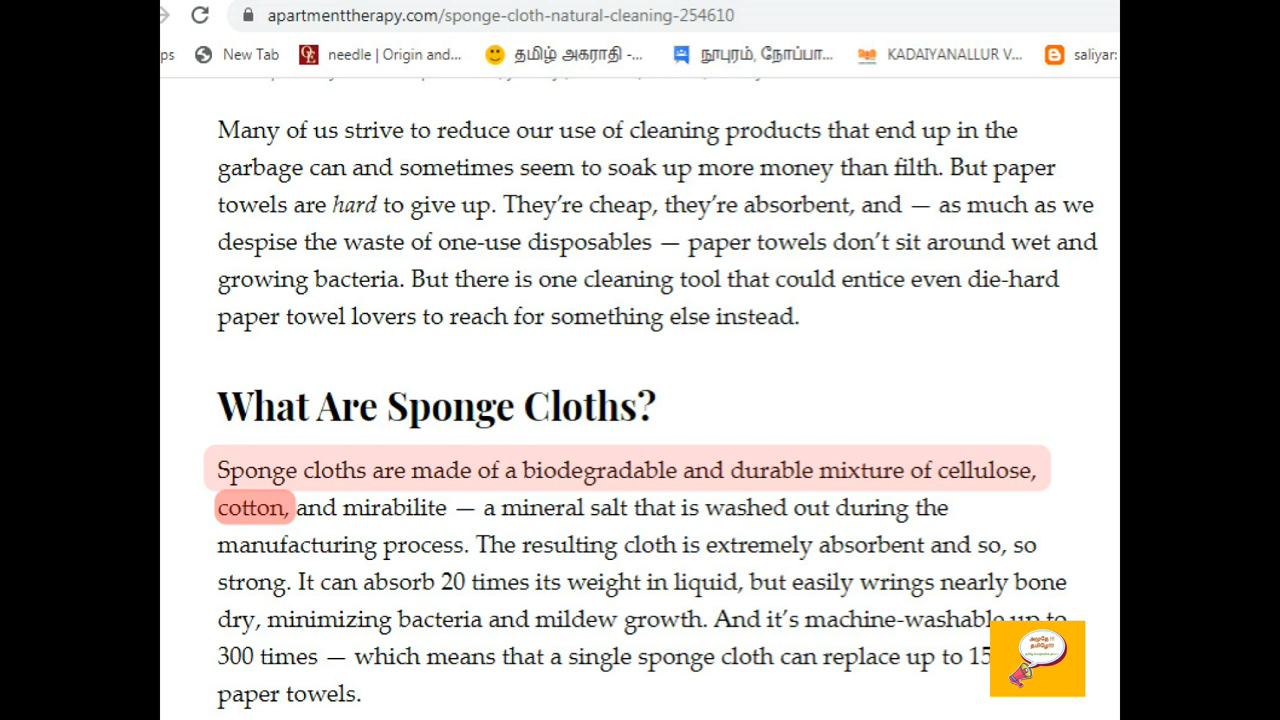 apartmenttherapy.com/sponge-cloth-natural-cleaning-254610
ps New Tab needle | Origin and... தமிழ் அகராதி -... நூபுரம், நோப்பா... KADAIYANALLUR V... saliyar:
Many of us strive to reduce our use of cleaning products that end up in the
garbage can and sometimes seem to soak up more money than filth. But paper
towels are hard to give up. They’re cheap, they’re absorbent, and — as much as we
despise the waste of one-use disposables — paper towels don’t sit around wet and
growing bacteria. But there is one cleaning tool that could entice even die-hard
paper towel lovers to reach for something else instead.
What Are Sponge Cloths?
Sponge cloths are made of a biodegradable and durable mixture of cellulose,
cotton, and mirabilite — a mineral salt that is washed out during the
manufacturing process. The resulting cloth is extremely absorbent and so, so
strong. It can absorb 20 times its weight in liquid, but easily wrings nearly bone
dry, minimizing bacteria and mildew growth. And it’s machine-washable up to
300 times — which means that a single sponge cloth can replace up to 15
paper towels.
அமுதே !!
தமிழே!!!